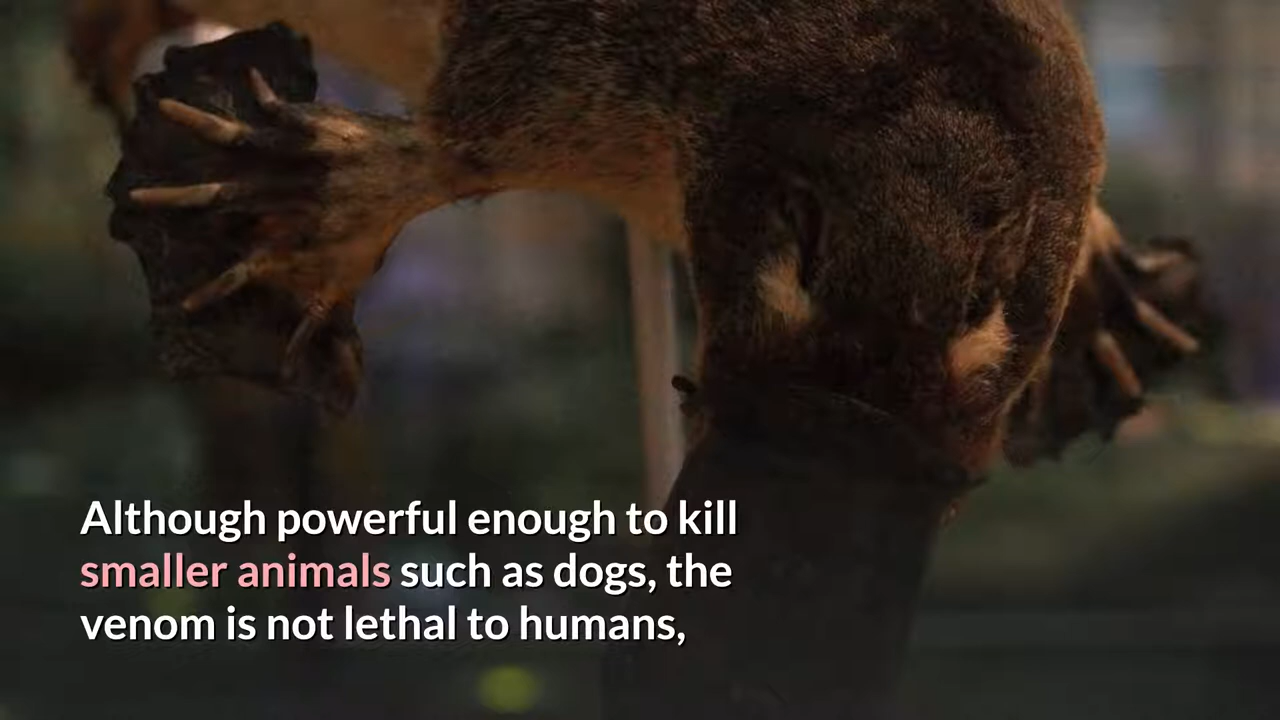 Although powerful enough to kill
smaller animals such as dogs, the
venom is not lethal to humans,